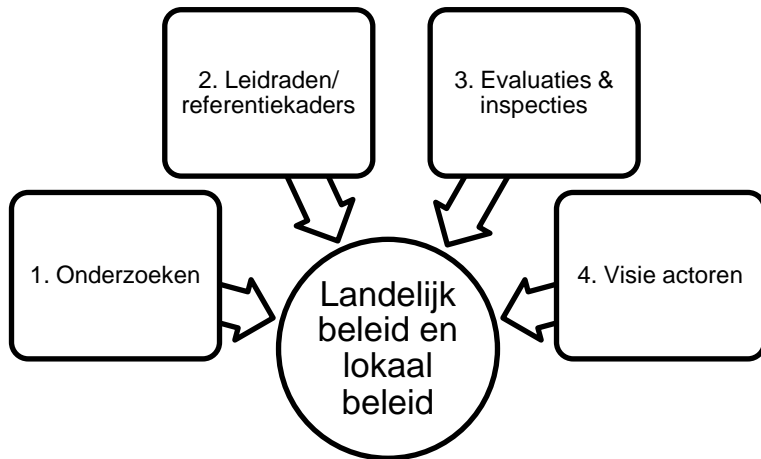 2. Leidraden/
referentiekaders
3. Evaluaties &
inspecties
1. Onderzoeken
4. Visie actoren
Landelijk
beleid en
lokaal
beleid